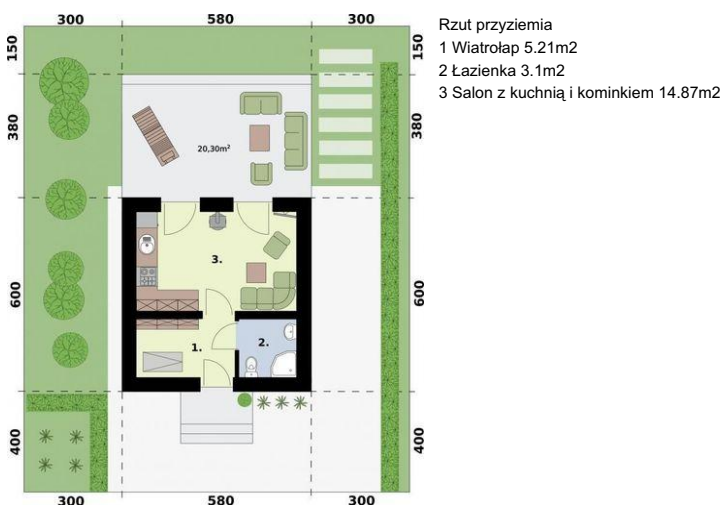 300 580 300
150 150
380 380
20,30m²
600 600
3.
1. 2.
400 400
300 580 300
Rzut przyziemia
1 Wiatrołap 5.21m2
2 Łazienka 3.1m2
3 Salon z kuchnią i kominkiem 14.87m2